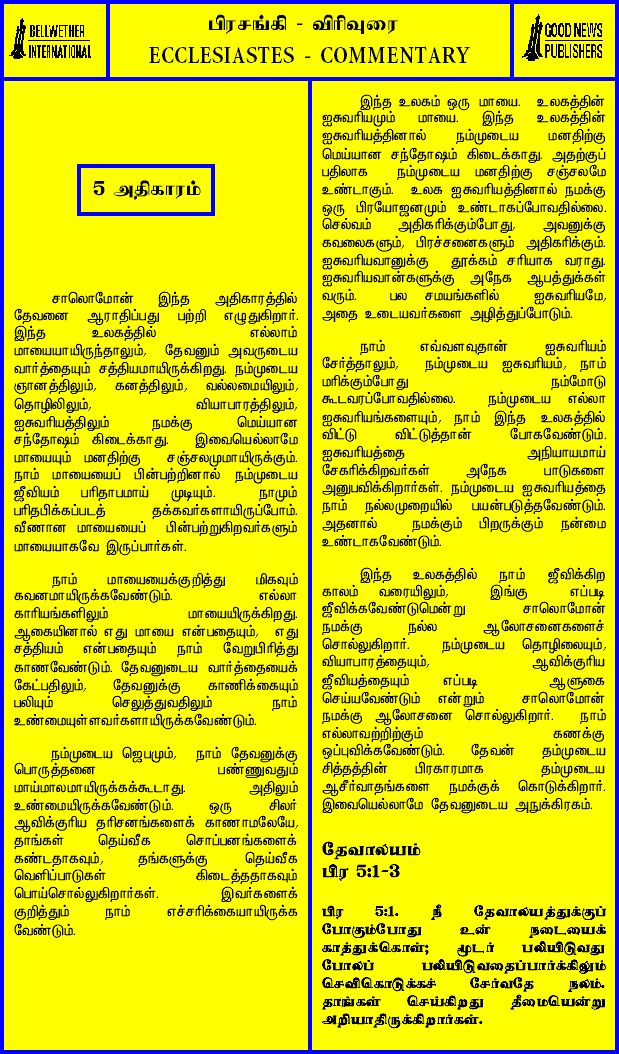 BELLWETHER
INTERNATIONAL
பிரசங்கி - விரிவுரை
ECCLESIASTES - COMMENTARY
GOOD NEWS
PUBLISHERS
5 அதிகாரம்
சாலொமோன் இந்த அதிகாரத்தில்
தேவனை ஆராதிப்பது பற்றி எழுதுகிறார்.
இந்த உலகத்தில் எல்லாம்
மாயையாயிருந்தாலும், தேவனும் அவருடைய
வார்த்தையும் சத்தியமாயிருக்கிறது. நம்முடைய
ஞானத்திலும், கனத்திலும், வல்லமையிலும்,
தொழிலிலும், வியாபாரத்திலும்,
ஐசுவரியத்திலும் நமக்கு மெய்யான
சந்தோஷம் கிடைக்காது. இவையெல்லாமே
மாயையும் மனதிற்கு சஞ்சலமுமாயிருக்கும்.
நாம் மாயையைப் பின்பற்றினால் நம்முடைய
ஜீவியம் பரிதாபமாய் முடியும். நாமும்
பரிதபிக்கப்படத் தக்கவர்களாயிருப்போம்.
வீணான மாயையைப் பின்பற்றுகிறவர்களும்
மாயையாகவே இருப்பார்கள்.
நாம் மாயையைக்குறித்து மிகவும்
கவனமாயிருக்கவேண்டும். எல்லா
காரியங்களிலும் மாயையிருக்கிறது.
ஆகையினால் எது மாயை என்பதையும், எது
சத்தியம் என்பதையும் நாம் வேறுபிரித்து
காணவேண்டும். தேவனுடைய வார்த்தையைக்
கேட்பதிலும், தேவனுக்கு காணிக்கையும்
பலியும் செலுத்துவதிலும் நாம்
உண்மையுள்ளவர்களாயிருக்கவேண்டும்.
நம்முடைய ஜெபமும், நாம் தேவனுக்கு
பொருத்தனை பண்ணுவதும்
மாய்மாலமாயிருக்கக்கூடாது. அதிலும்
உண்மையிருக்கவேண்டும். ஒரு சிலர்
ஆவிக்குரிய தரிசனங்களைக் காணாமலேயே,
தாங்கள் தெய்வீக சொப்பனங்களைக்
கண்டதாகவும், தங்களுக்கு தெய்வீக
வெளிப்பாடுகள் கிடைத்ததாகவும்
பொய்சொல்லுகிறார்கள். இவர்களைக்
குறித்தும் நாம் எச்சரிக்கையாயிருக்க
வேண்டும்.
இந்த உலகம் ஒரு மாயை. உலகத்தின்
ஐசுவரியமும் மாயை. இந்த உலகத்தின்
ஐசுவரியத்தினால் நம்முடைய மனதிற்கு
மெய்யான சந்தோஷம் கிடைக்காது. அதற்குப்
பதிலாக நம்முடைய மனதிற்கு சஞ்சலமே
உண்டாகும். உலக ஐசுவரியத்தினால் நமக்கு
ஒரு பிரயோஜனமும் உண்டாகப்போவதில்லை.
செல்வம் அதிகரிக்கும்போது, அவனுக்கு
கவலைகளும், பிரச்சனைகளும் அதிகரிக்கும்.
ஐசுவரியவானுக்கு தூக்கம் சரியாக வராது.
ஐசுவரியவான்களுக்கு அநேக ஆபத்துக்கள்
வரும். பல சமயங்களில் ஐசுவரியமே,
அதை உடையவர்களை அழித்துப்போடும்.
நாம் எவ்வளவுதான் ஐசுவரியம்
சேர்த்தாலும், நம்முடைய ஐசுவரியம், நாம்
மரிக்கும்போது நம்மோடு
கூடவரப்போவதில்லை. நம்முடைய எல்லா
ஐசுவரியங்களையும், நாம் இந்த உலகத்தில்
விட்டு விட்டுத்தான் போகவேண்டும்.
ஐசுவரியத்தை அநியாயமாய்
சேகரிக்கிறவர்கள் அநேக பாடுகளை
அனுபவிக்கிறார்கள். நம்முடைய ஐசுவரியத்தை
நாம் நல்லமுறையில் பயன்படுத்தவேண்டும்.
அதனால் நமக்கும் பிறருக்கும் நன்மை
உண்டாகவேண்டும்.
இந்த உலகத்தில் நாம் ஜீவிக்கிற
காலம் வரையிலும், இங்கு எப்படி
ஜீவிக்கவேண்டுமென்று சாலொமோன்
நமக்கு நல்ல ஆலோசனைகளைச்
சொல்லுகிறார். நம்முடைய தொழிலையும்,
வியாபாரத்தையும், ஆவிக்குரிய
ஜீவியத்தையும் எப்படி ஆளுகை
செய்யவேண்டும் என்றும் சாலொமோன்
நமக்கு ஆலோசனை சொல்லுகிறார். நாம்
எல்லாவற்றிற்கும் கணக்கு
ஒப்புவிக்கவேண்டும். தேவன் தம்முடைய
சித்தத்தின் பிரகாரமாக தம்முடைய
ஆசீர்வாதங்களை நமக்குக் கொடுக்கிறார்.
இவையெல்லாமே தேவனுடைய அநுக்கிரகம்.
தேவாலயம்
பிர 5:1-3
பிர 5:1. நீ தேவாலயத்துக்குப்
போகும்போது உன் நடையைக்
காத்துக்கொள்; மூடர் பலியிடுவது
போலப் பலியிடுவதைப்பார்க்கிலும்
செவிகொடுக்கச் சேர்வதே நலம்.
தாங்கள் செய்கிறது தீமையென்று
அறியாதிருக்கிறார்கள்.